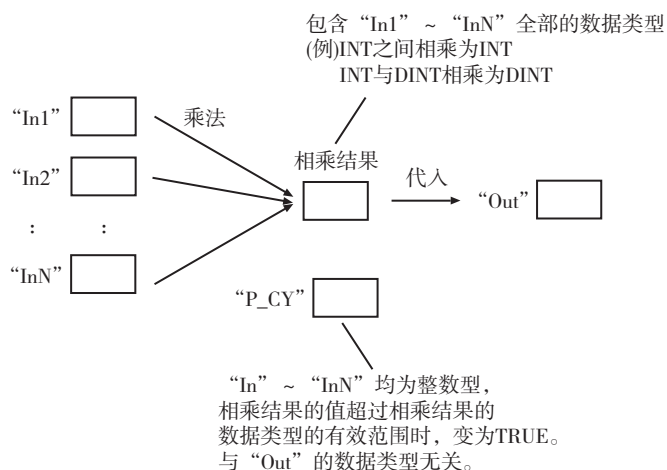 包含“In1” ~ “InN”全部的数据类型
(例)INT之间相乘为INT
INT与DINT相乘为DINT
“In1”
乘法
相乘结果
“In2”
代入
“Out”
: :
“InN”
“P_CY”
“In” ~ “InN”均为整数型，
相乘结果的值超过相乘结果的
数据类型的有效范围时，变为TRUE。
与“Out”的数据类型无关。